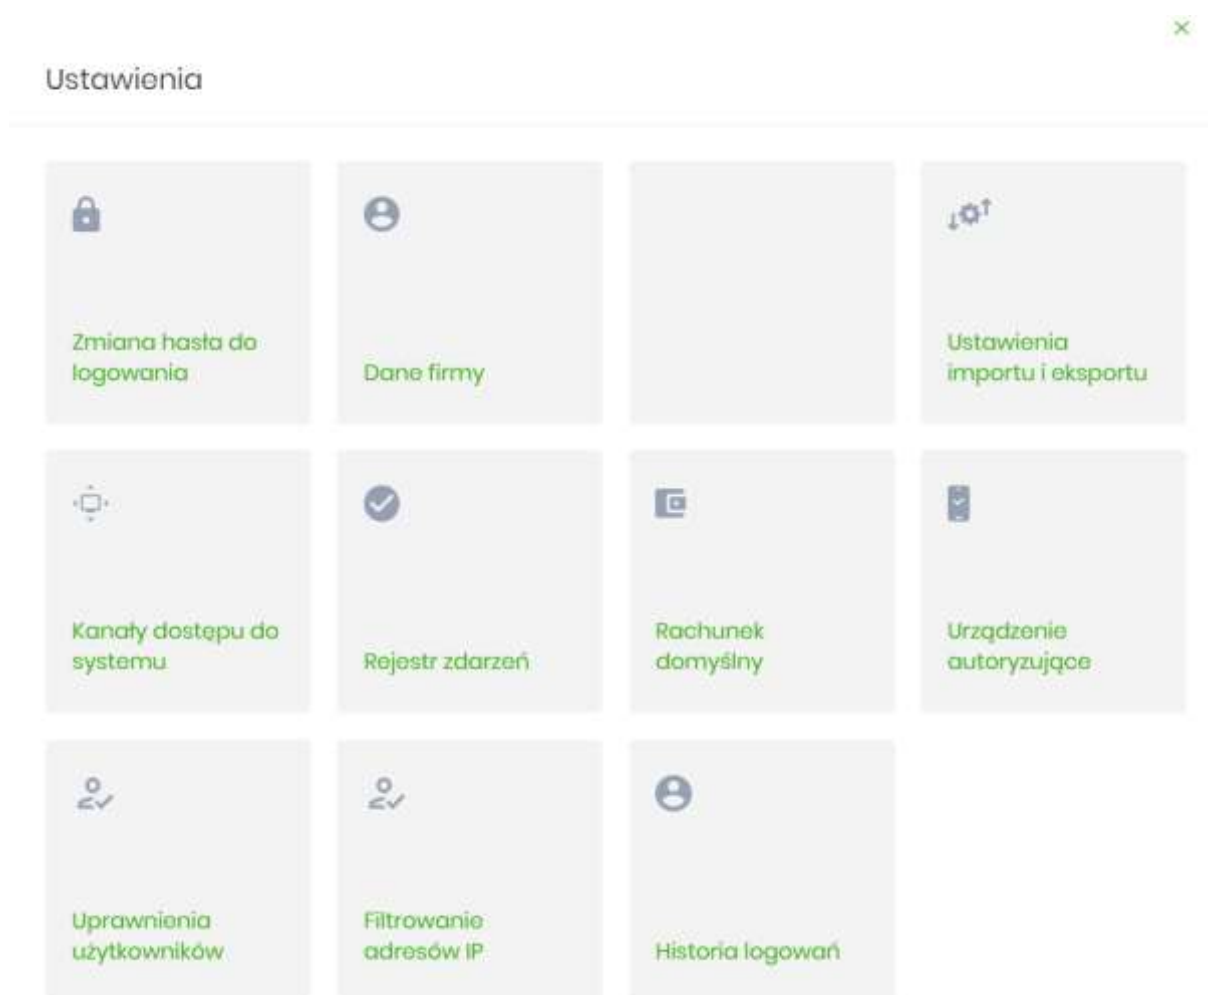 Ustawienia
Zmiana hasła do
logowania
Dane firmy
Ustawienia
importu i eksportu
Kanały dostępu do
systemu
Rejestr zdarzeń
Rachunek
domyślny
Urządzenie
autoryzujące
Uprawnienia
użytkowników
Filtrowanie
adresów IP
Historia logowań